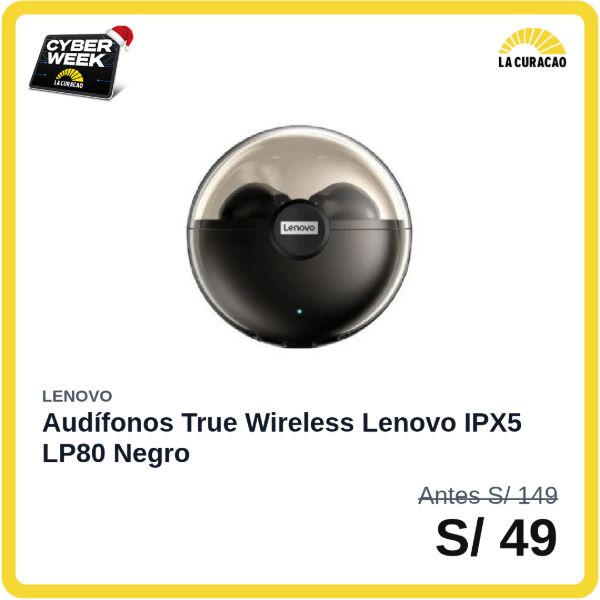 CYBER
WEEK
LA CURACAO
LA CURACAO
Lenovo
LENOVO
Audífonos True Wireless Lenovo IPX5
LP80 Negro
Antes S/ 149
S/ 49